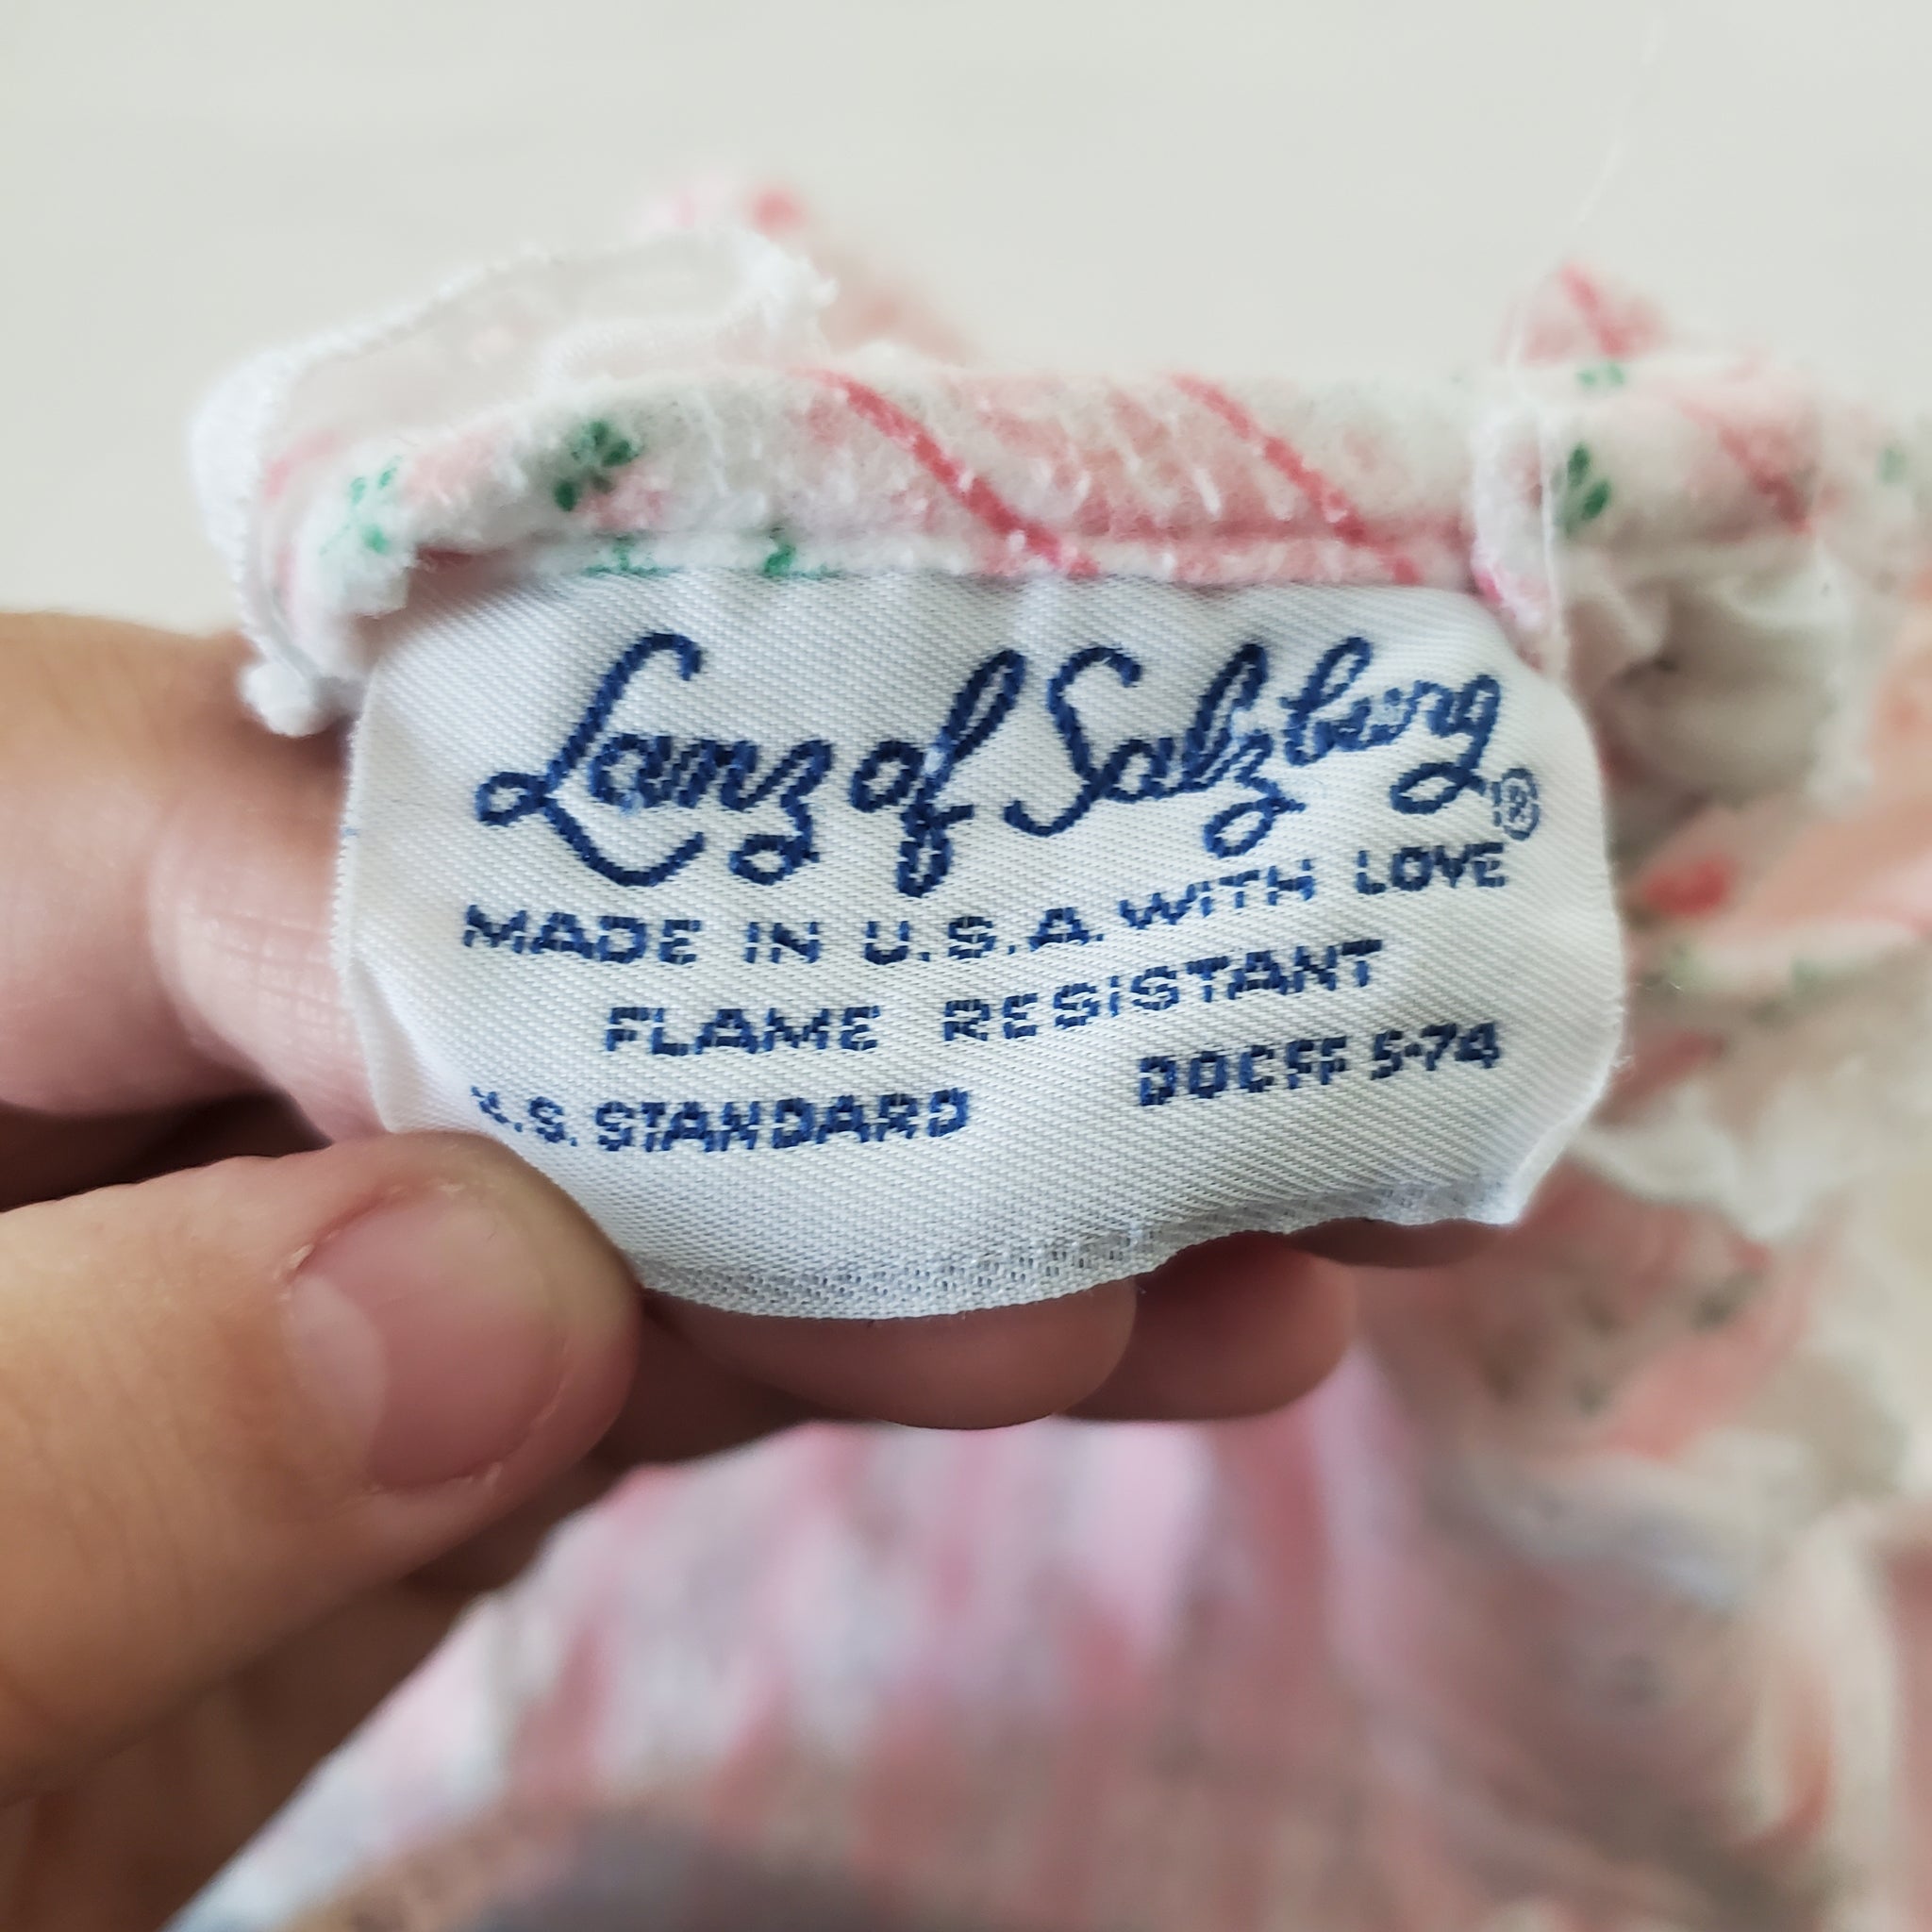 Lanz of Salzburg®
MADE IN U.S.A. WITH LOVE
FLAME RESISTANT
U.S. STANDARD DOCFF 5-74